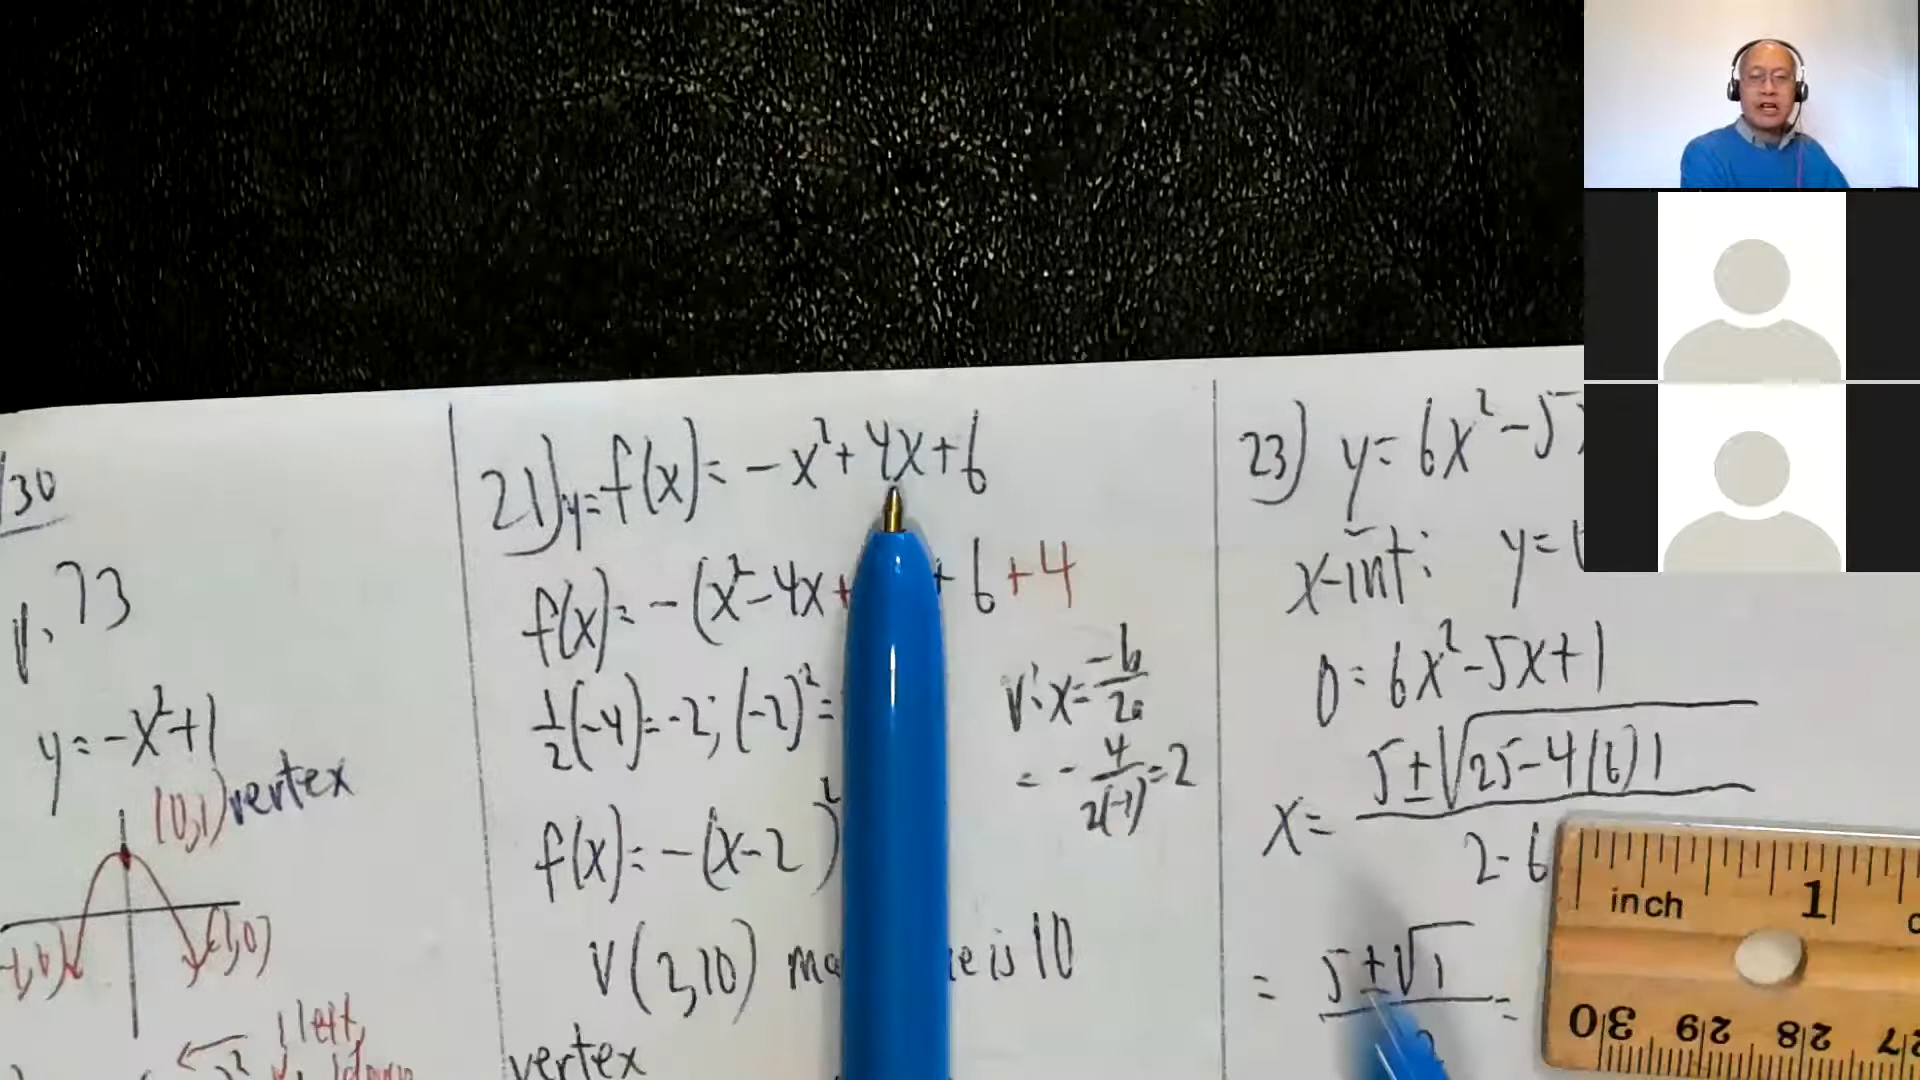 /30
p. 73
y = -x² + 1
(0,1) vertex
(1,0)
1 left,
21) y = f(x) = -x² + 4x + 6
f(x) = -(x² - 4x + + 6 + 4
½(-4) = -2; (-2)² =
f(x) = -(x - 2)²
V(2,10) is 10
vertex
V: x = -b/2a
= -4/2(-1) = 2
23) y = 6x² - 5x
x-int: y =
0 = 6x² - 5x + 1
x = 5 ± √25 - 4(6)1
2 · 6
= 5 ± √1 =
inch 1
30 29 28 27